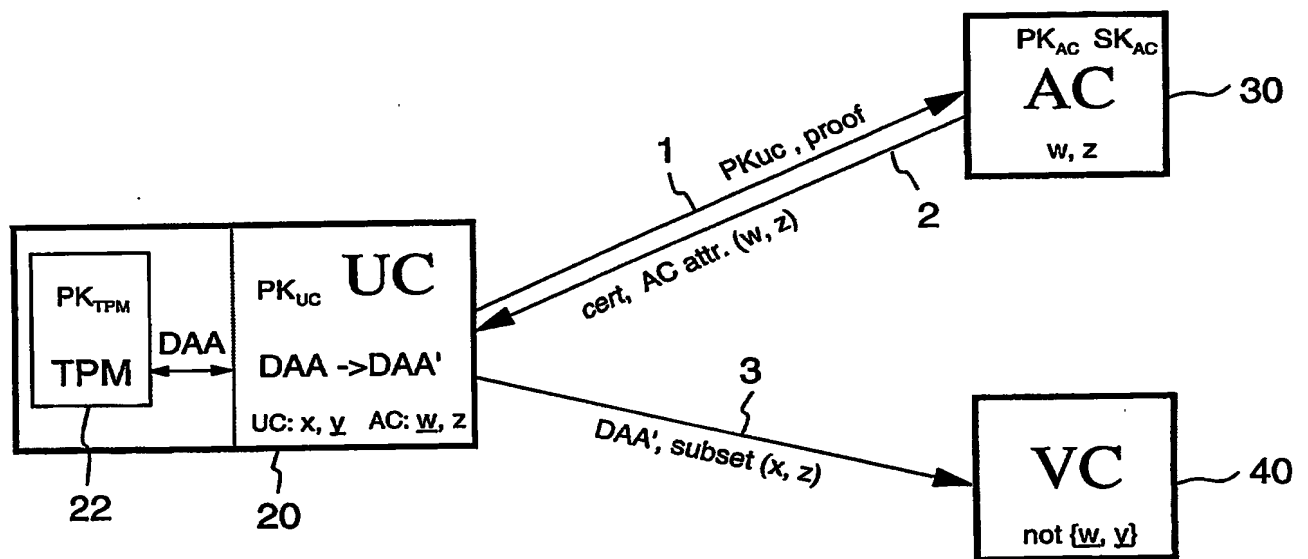 PK_AC SK_AC
AC
w, z
30
1
PKuc , proof
2
cert, AC attr. (w, z)
PK_TPM
TPM
DAA
PK_UC UC
DAA ->DAA'
UC: x, y AC: w, z
22
20
3
DAA', subset (x, z)
VC
not {w, y}
40